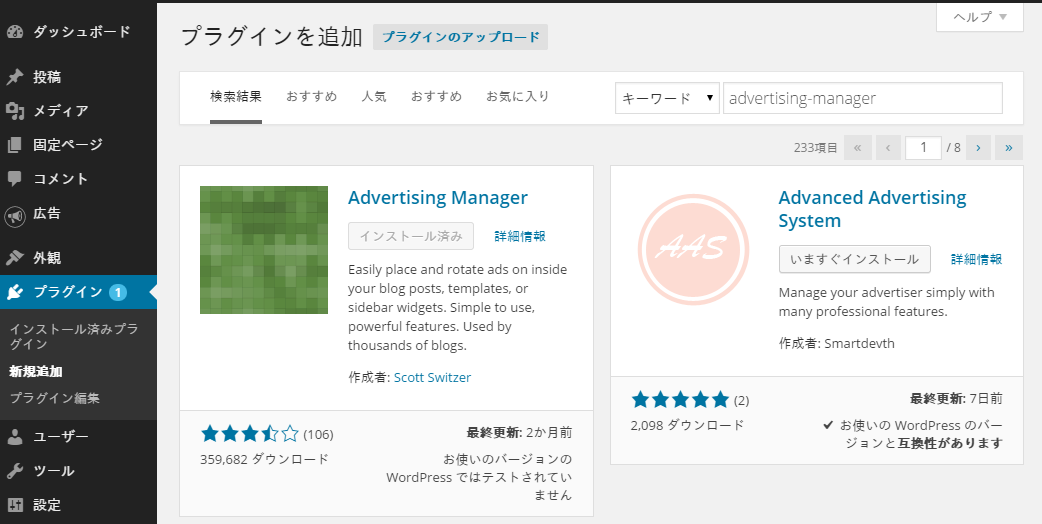 ダッシュボード
投稿
メディア
固定ページ
コメント
広告
外観
プラグイン 1
インストール済みプラ
グイン
新規追加
プラグイン編集
ユーザー
ツール
設定
ヘルプ ▼
プラグインを追加 プラグインのアップロード
検索結果 おすすめ 人気 おすすめ お気に入り キーワード ▼ advertising-manager
233項目 « ‹ 1 / 8 › »
Advertising Manager
インストール済み 詳細情報
Easily place and rotate ads on inside
your blog posts, templates, or
sidebar widgets. Simple to use,
powerful features. Used by
thousands of blogs.
作成者: Scott Switzer
(106)
359,682 ダウンロード
最終更新: 2か月前
お使いのバージョンの
WordPress ではテストされてい
ません
AAS
Advanced Advertising
System
いますぐインストール 詳細情報
Manage your advertiser simply with
many professional features.
作成者: Smartdevth
(2)
2,098 ダウンロード
最終更新: 7日前
✔ お使いの WordPress のバー
ジョンと互換性があります